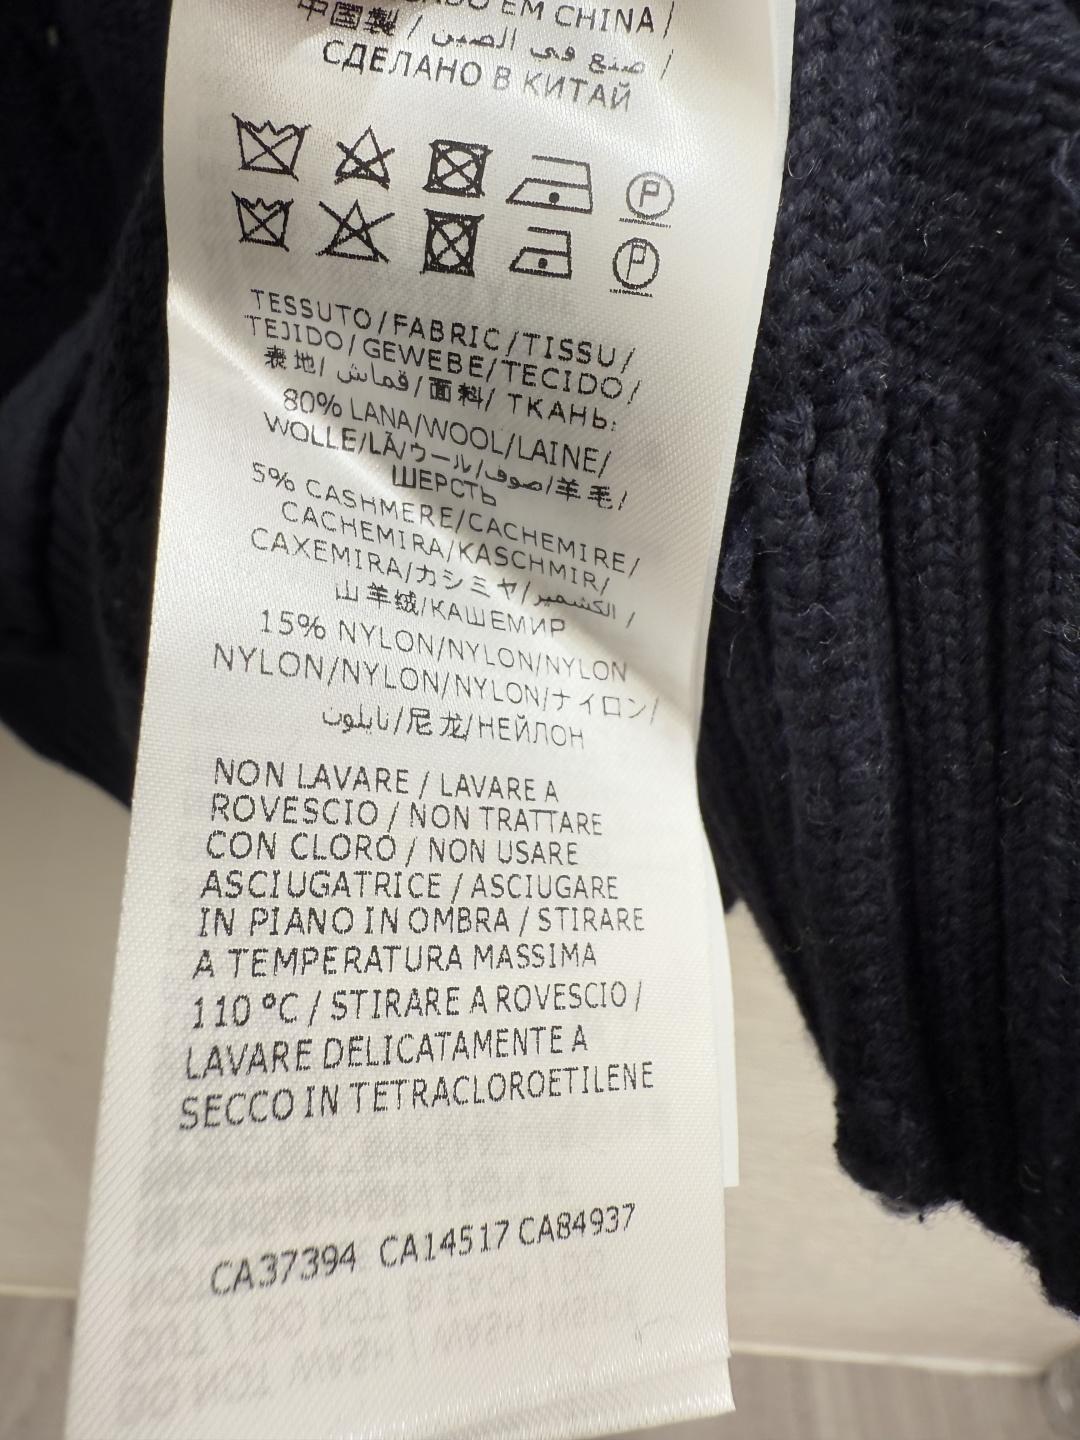 EM CHINA/
中国製 / صنع في الصين /
СДЕЛАНО В КИТАЙ
P
P
TESSUTO/FABRIC/TISSU/
TEJIDO/GEWEBE/TECIDO/
表地/ قماش/面料/ ТКАНЬ:
80% LANA/WOOL/LAINE/
WOLLE/LÃ/ウール/صوف/羊毛/
ШЕРСТЬ
5% CASHMERE/CACHEMIRE/
CACHEMIRA/KASCHMIR/
CAXEMIRA/カシミヤ/الكشمير /
山羊绒/КАШЕМИР
15% NYLON/NYLON/NYLON
NYLON/NYLON/NYLON/ナイロン/
نايلون/尼龙/НЕЙЛОН
NON LAVARE / LAVARE A
ROVESCIO / NON TRATTARE
CON CLORO / NON USARE
ASCIUGATRICE / ASCIUGARE
IN PIANO IN OMBRA / STIRARE
A TEMPERATURA MASSIMA
110 °C / STIRARE A ROVESCIO /
LAVARE DELICATAMENTE A
SECCO IN TETRACLOROETILENE
CA37394 CA14517 CA84937